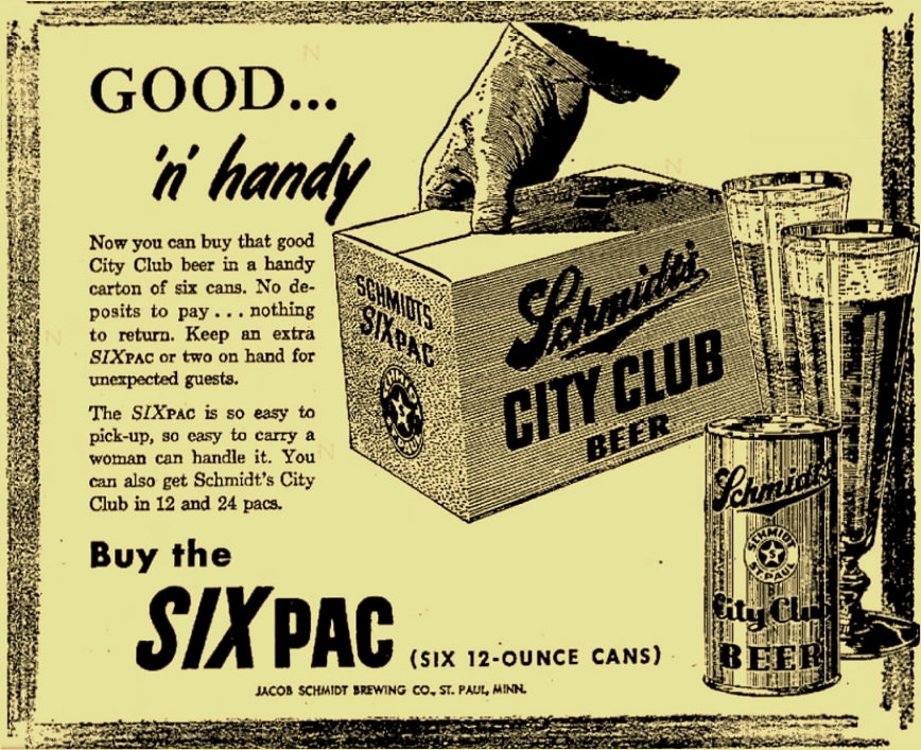 GOOD...
'n' handy
Now you can buy that good
City Club beer in a handy
carton of six cans. No de-
posits to pay . . . nothing
to return. Keep an extra
SIXPAC or two on hand for
unexpected guests.
The SIXPAC is so easy to
pick-up, so easy to carry a
woman can handle it. You
can also get Schmidt's City
Club in 12 and 24 pacs.
Buy the
SIXPAC (SIX 12-OUNCE CANS)
JACOB SCHMIDT BREWING CO., ST. PAUL, MINN.
SCHMIDTS
SIXPAC
Schmidt's
CITY CLUB
BEER
Schmidt's
SCHMIDT
S
ST. PAUL
City Club
BEER